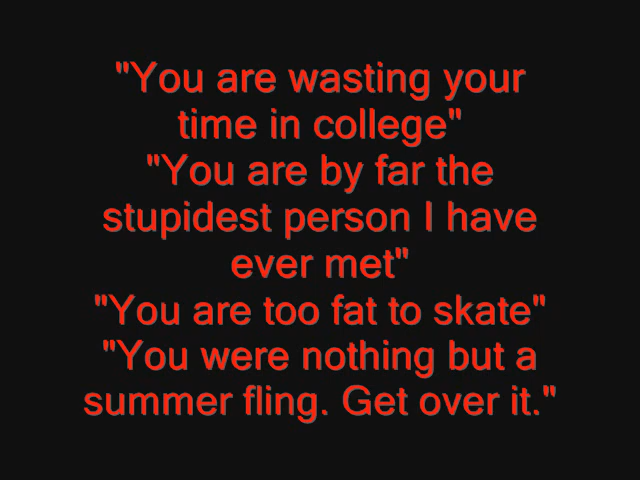 "You are wasting your
time in college"
"You are by far the
stupidest person I have
ever met"
"You are too fat to skate"
"You were nothing but a
summer fling. Get over it."